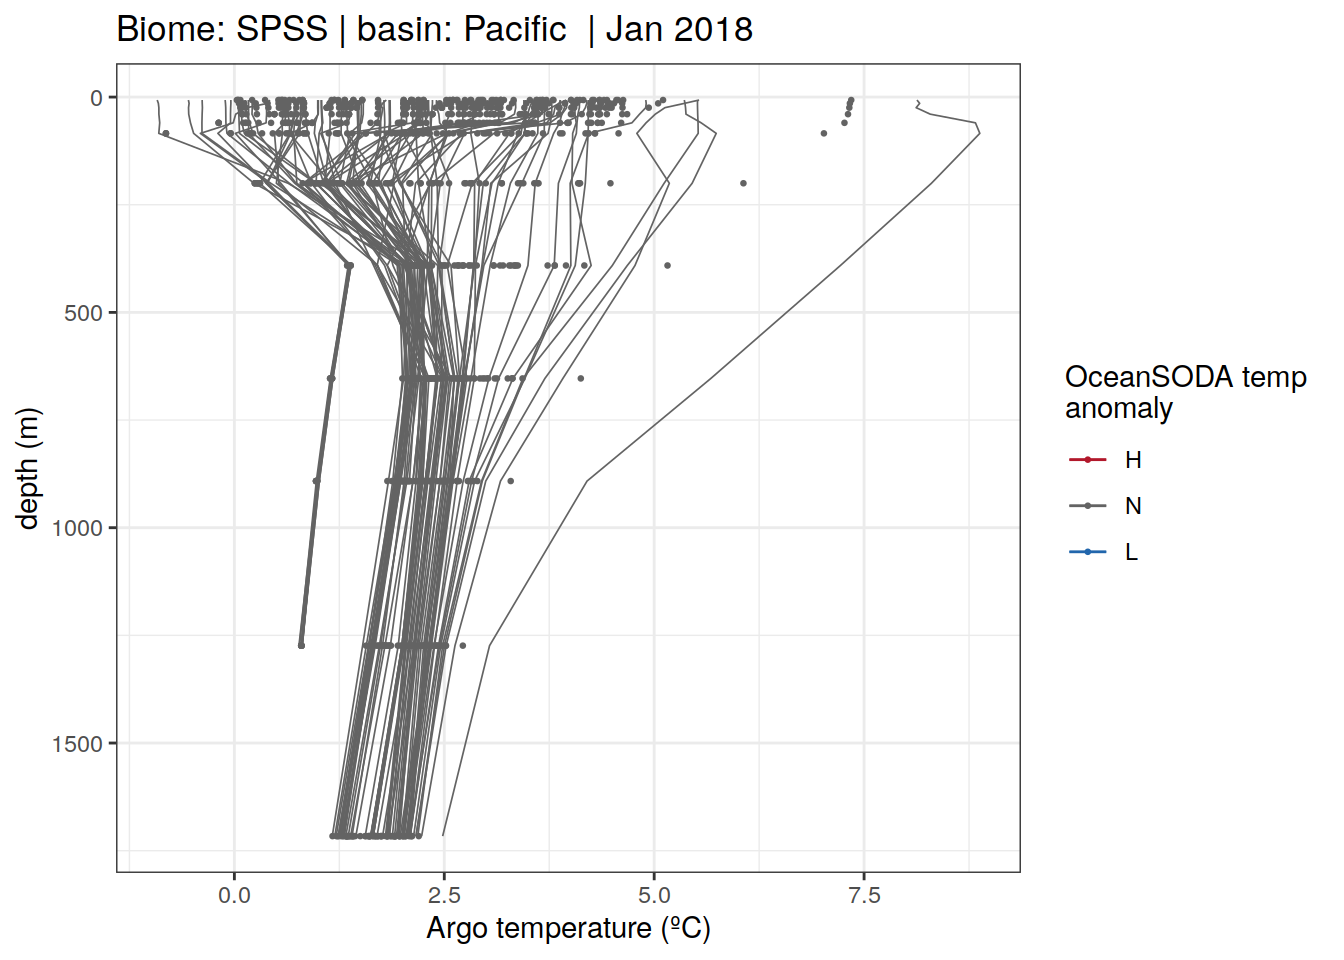 Biome: SPSS | basin: Pacific  | Jan 2018
0
500
1000
1500
depth (m)
0.0
2.5
5.0
7.5
Argo temperature (ºC)
OceanSODA temp
anomaly
H
N
L